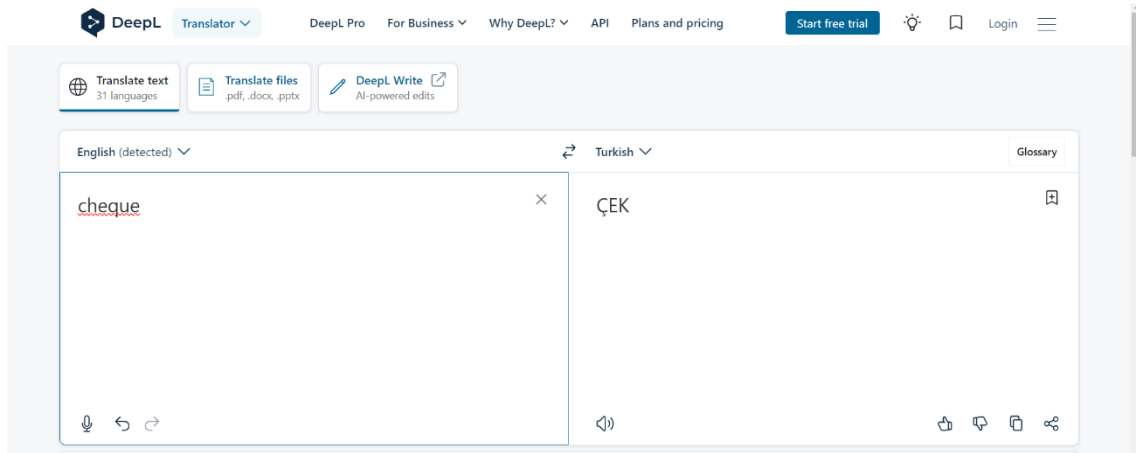 DeepL Translator DeepL Pro For Business Why DeepL? API Plans and pricing Start free trial Login
Translate text
31 languages
Translate files
.pdf, .docx, .pptx
DeepL Write
AI-powered edits
English (detected) Turkish Glossary
cheque
ÇEK